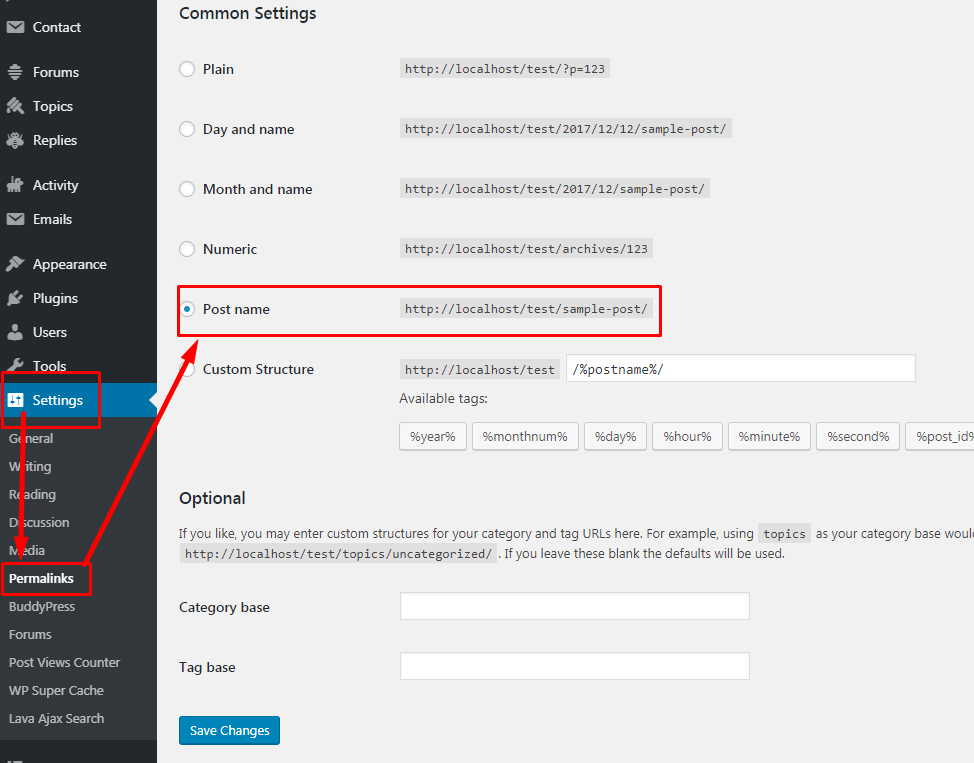 Contact
Forums
Topics
Replies
Activity
Emails
Appearance
Plugins
Users
Tools
Settings
General
Writing
Reading
Discussion
Media
Permalinks
BuddyPress
Forums
Post Views Counter
WP Super Cache
Lava Ajax Search
Common Settings
Plain http://localhost/test/?p=123
Day and name http://localhost/test/2017/12/12/sample-post/
Month and name http://localhost/test/2017/12/sample-post/
Numeric http://localhost/test/archives/123
Post name http://localhost/test/sample-post/
Custom Structure http://localhost/test /%postname%/
Available tags:
%year% %monthnum% %day% %hour% %minute% %second% %post_id%
Optional
If you like, you may enter custom structures for your category and tag URLs here. For example, using topics as your category base would
http://localhost/test/topics/uncategorized/ . If you leave these blank the defaults will be used.
Category base
Tag base
Save Changes